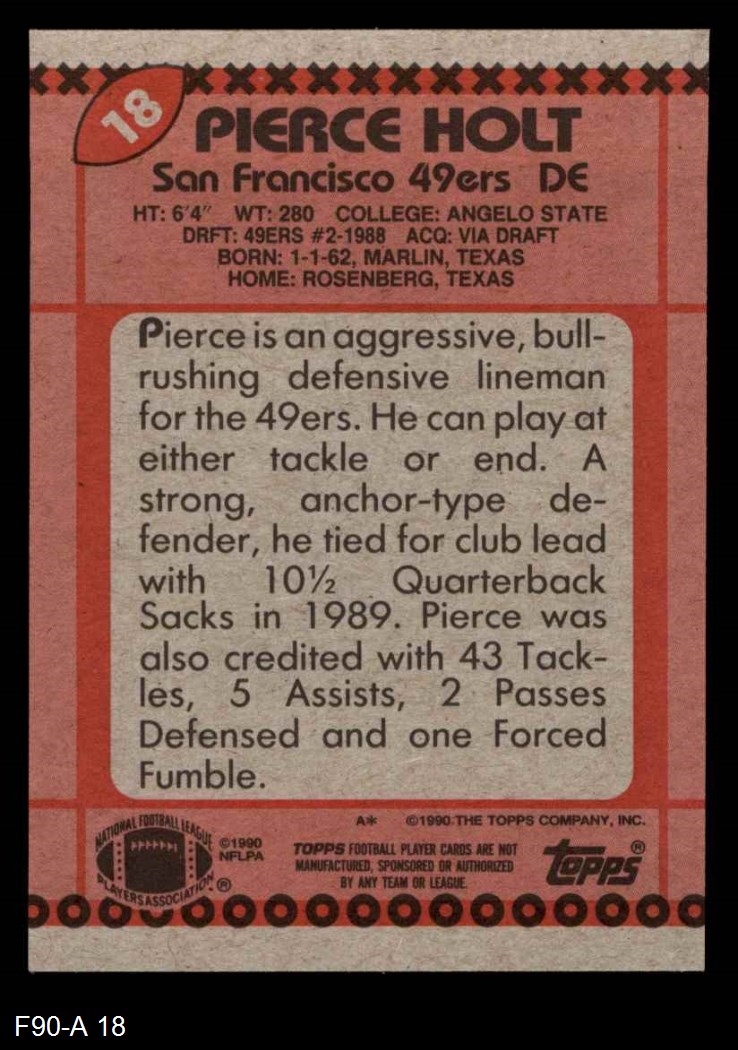 18
PIERCE HOLT
San Francisco 49ers DE
HT: 6'4" WT: 280 COLLEGE: ANGELO STATE
DRFT: 49ERS #2-1988 ACQ: VIA DRAFT
BORN: 1-1-62, MARLIN, TEXAS
HOME: ROSENBERG, TEXAS
Pierce is an aggressive, bull-
rushing defensive lineman
for the 49ers. He can play at
either tackle or end. A
strong, anchor-type de-
fender, he tied for club lead
with 10½ Quarterback
Sacks in 1989. Pierce was
also credited with 43 Tack-
les, 5 Assists, 2 Passes
Defensed and one Forced
Fumble.
A* ©1990 THE TOPPS COMPANY, INC.
NATIONAL FOOTBALL LEAGUE
PLAYERS ASSOCIATION ®
©1990
NFLPA
TOPPS FOOTBALL PLAYER CARDS ARE NOT
MANUFACTURED, SPONSORED OR AUTHORIZED
BY ANY TEAM OR LEAGUE.
topps ®
F90-A 18